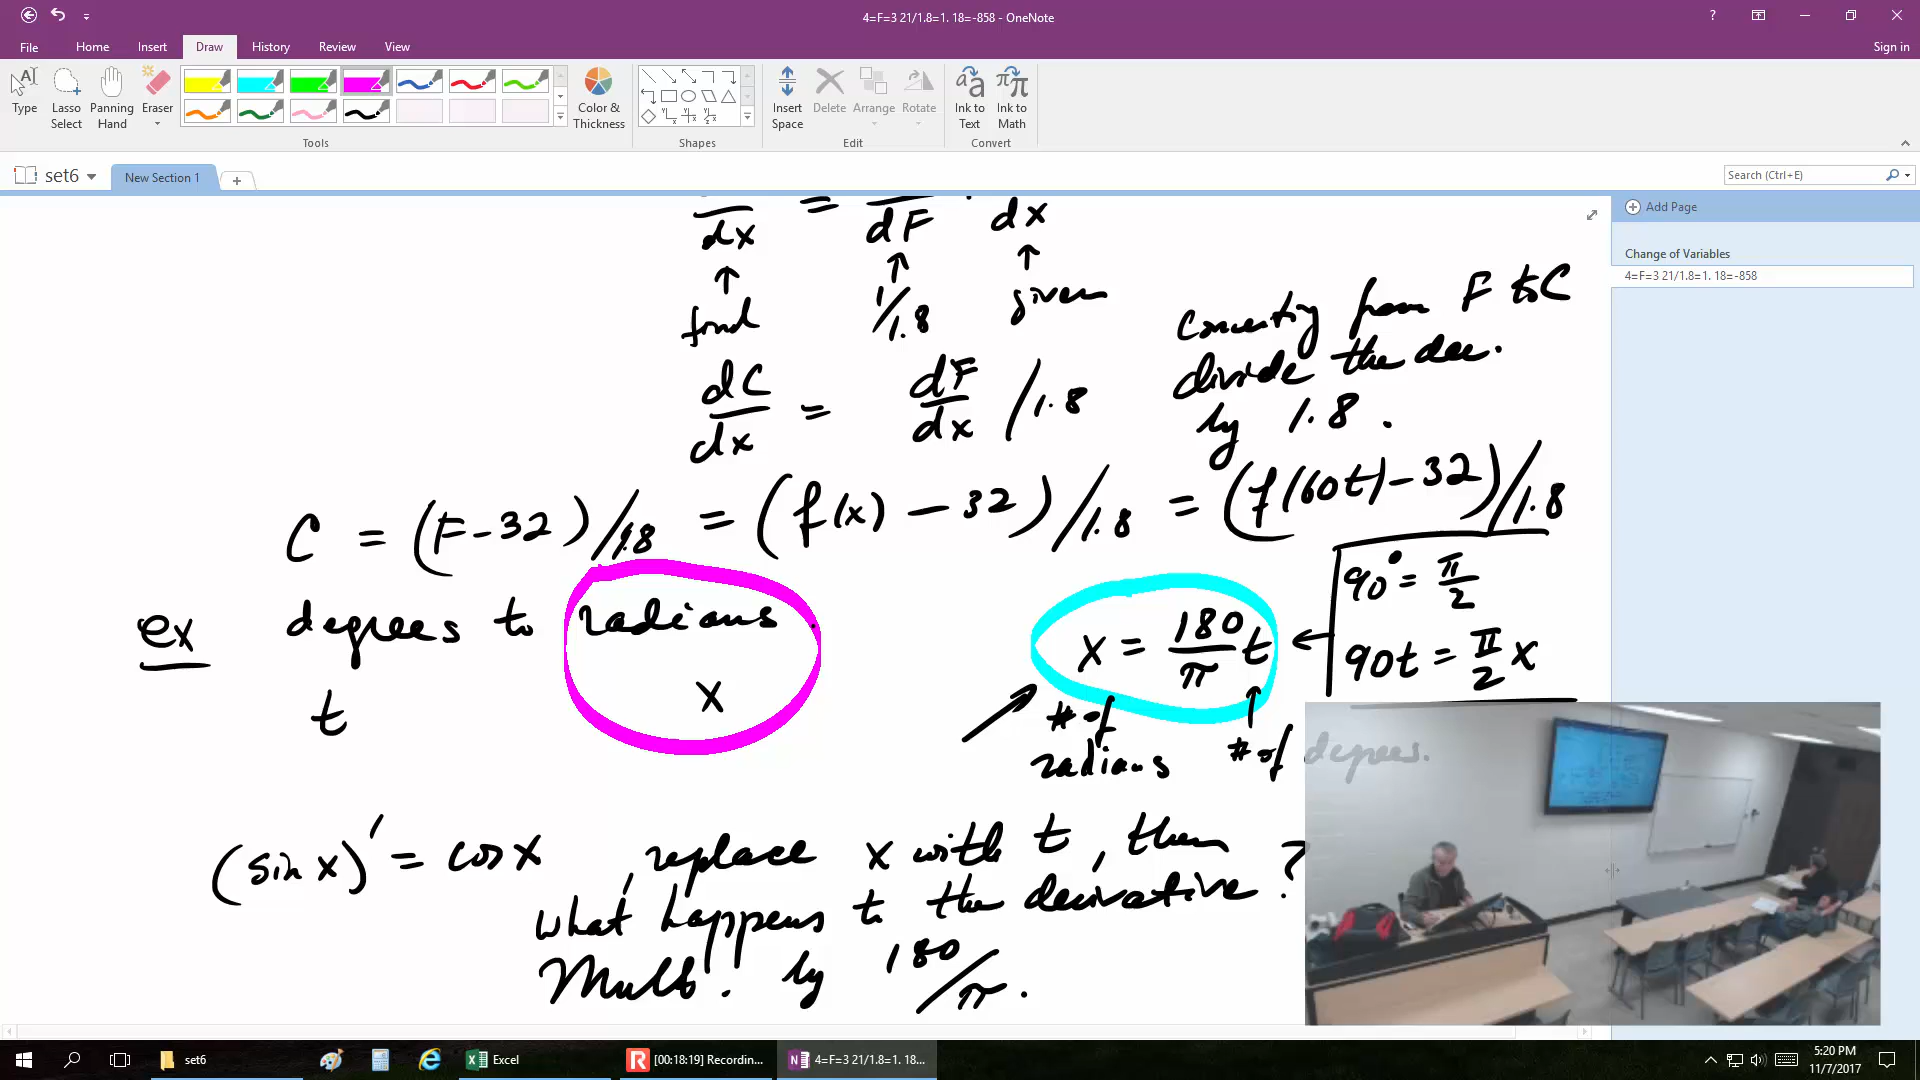 4=F=3 21/1.8=1. 18=-858 - OneNote
File Home Insert Draw History Review View
Sign in
Type
Lasso Select
Panning Hand
Eraser
Color & Thickness
Insert Space
Delete
Arrange
Rotate
Ink to Text
Ink to Math
Tools
Shapes
Edit
Convert
set6
New Section 1
Search (Ctrl+E)
Add Page
Change of Variables
4=F=3 21/1.8=1. 18=-858
dx = dF · dx
find 1/1.8 given
dC/dx = dF/dx /1.8
Converting from F to C
divide the der.
by 1.8.
C = (F-32)/1.8 = (f(x) - 32)/1.8 = (f(60t)-32)/1.8
ex degrees to radians.
t x
x = 180/π t ←
90° = π/2
90t = π/2 x
# of radians
# of degrees.
(sin x)' = cos x , replace x with t, then
what happens to the derivative?
Mult. by 180/π.
set6
Excel
[00:18:19] Recordin...
4=F=3 21/1.8=1. 18...
5:20 PM
11/7/2017